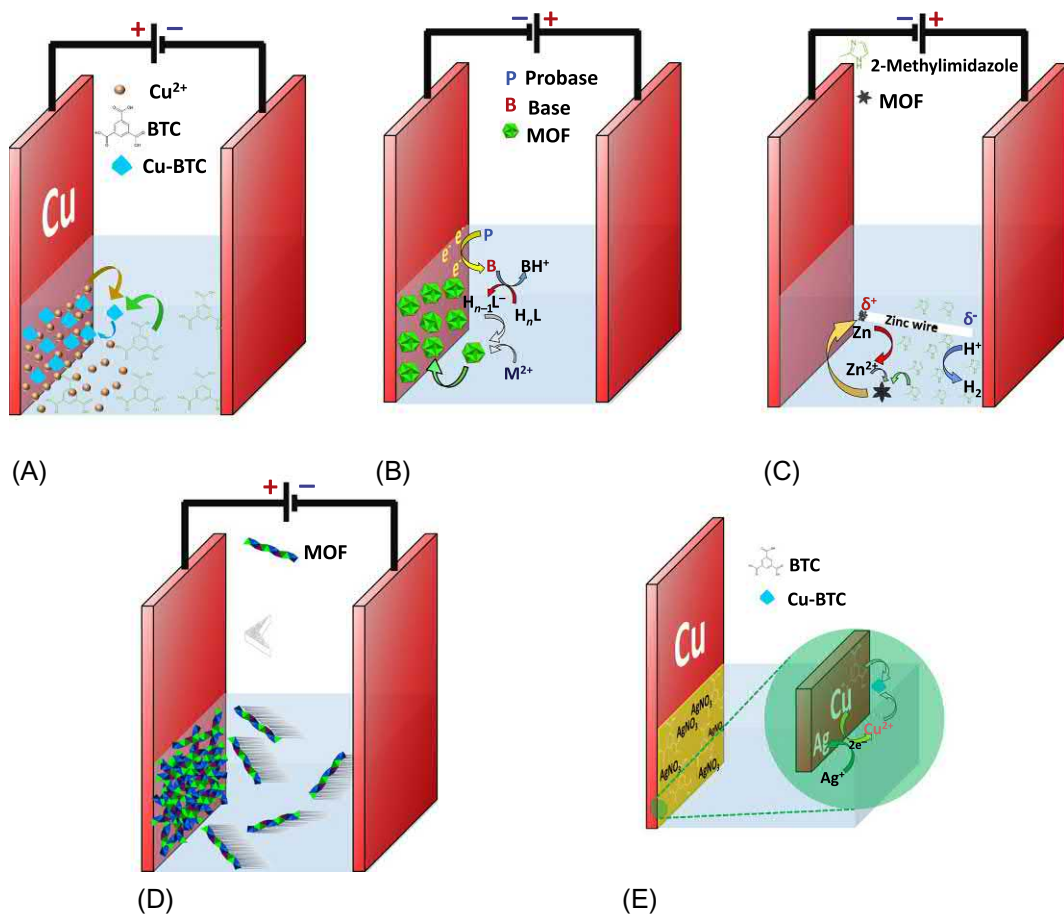 + −
Cu²⁺
BTC
Cu-BTC
Cu
(A)
− +
P Probase
B Base
MOF
e⁻
e⁻
e⁻
P
B
BH⁺
Hₙ₋₁L⁻
HₙL
M²⁺
(B)
− +
2-Methylimidazole
MOF
δ⁺
Zinc wire
δ⁻
Zn
H⁺
Zn²⁺
H₂
(C)
+ −
MOF
(D)
BTC
Cu-BTC
Cu
AgNO₃
AgNO₃
AgNO₃
AgNO₃
AgNO₃
Cu
Cu²⁺
Ag
2e⁻
Ag⁺
(E)